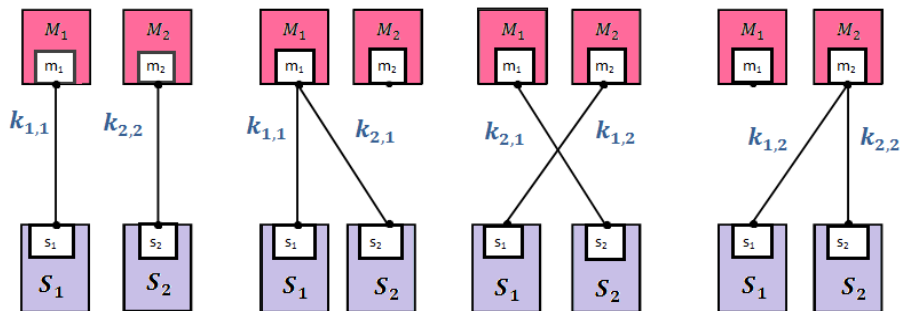 M₁ M₂ M₁ M₂ M₁ M₂ M₁ M₂
m₁ m₂ m₁ m₂ m₁ m₂ m₁ m₂
k₁,₁ k₂,₂ k₁,₁ k₂,₁ k₂,₁ k₁,₂ k₁,₂ k₂,₂
s₁ s₂ s₁ s₂ s₁ s₂ s₁ s₂
S₁ S₂ S₁ S₂ S₁ S₂ S₁ S₂